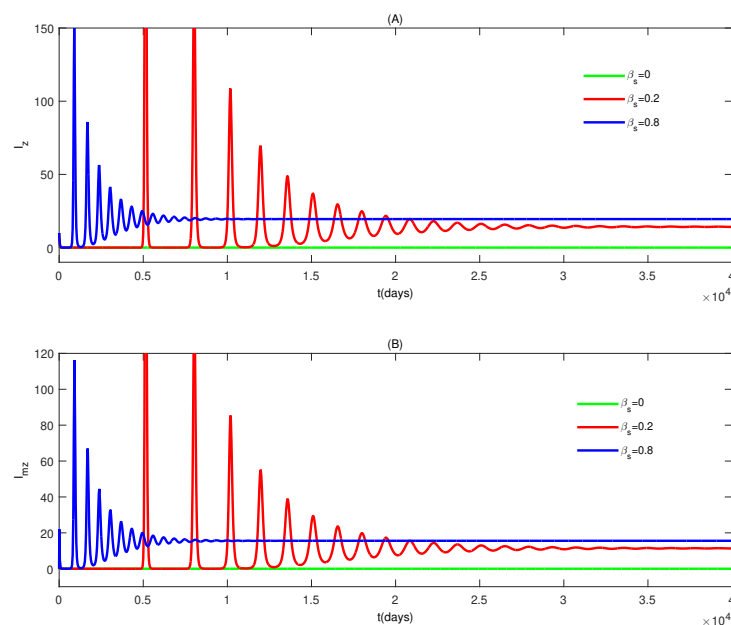 (A)
150
100
50
0
I_z
β_s=0
β_s=0.2
β_s=0.8
0 0.5 1 1.5 2 2.5 3 3.5 4
t(days)
×10^4
(B)
120
100
80
60
40
20
0
I_mz
β_s=0
β_s=0.2
β_s=0.8
0 0.5 1 1.5 2 2.5 3 3.5 4
t(days)
×10^4